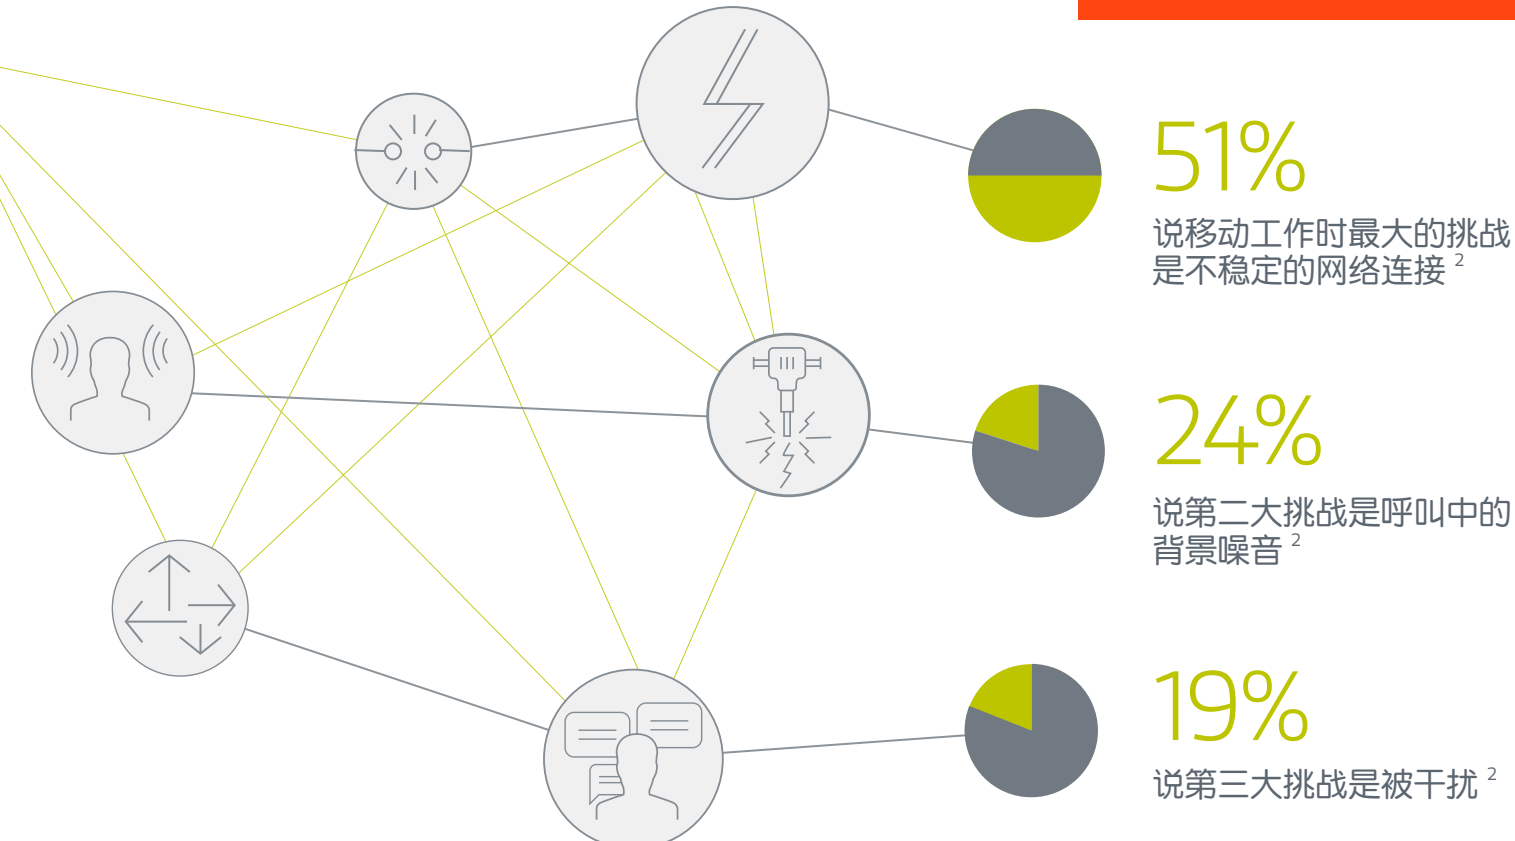 51%
说移动工作时最大的挑战
是不稳定的网络连接 2
24%
说第二大挑战是呼叫中的
背景噪音 2
19%
说第三大挑战是被干扰 2